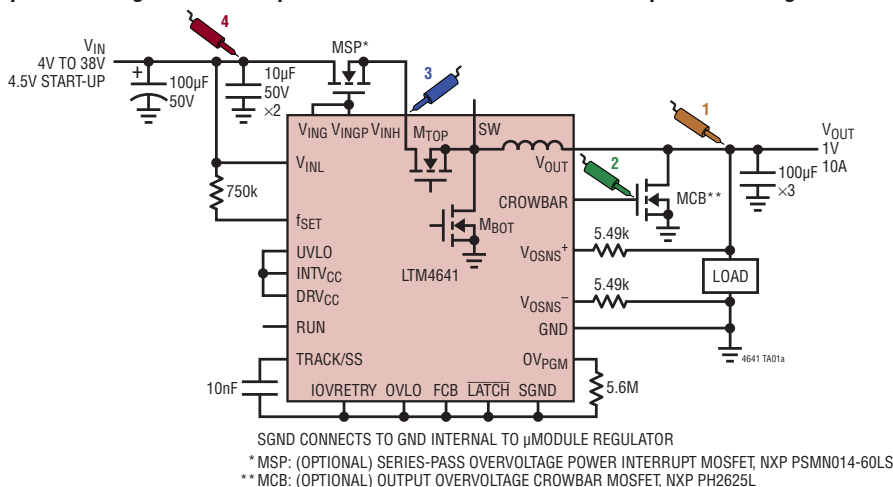 4
MSP*
VIN
4V TO 38V
4.5V START-UP
+
100µF
50V
10µF
50V
×2
3
1
VING VINGP VINH
MTOP
SW
VOUT
1V
10A
VINL
VOUT
2
100µF
×3
750k
CROWBAR
MCB**
fSET
MBOT
5.49k
UVLO
VOSNS+
INTVCC
LTM4641
LOAD
DRVCC
5.49k
VOSNS−
RUN
GND
TRACK/SS
OVPGM
4641 TA01a
10nF
5.6M
IOVRETRY OVLO FCB LATCH SGND
SGND CONNECTS TO GND INTERNAL TO µMODULE REGULATOR
* MSP: (OPTIONAL) SERIES-PASS OVERVOLTAGE POWER INTERRUPT MOSFET, NXP PSMN014-60LS
** MCB: (OPTIONAL) OUTPUT OVERVOLTAGE CROWBAR MOSFET, NXP PH2625L